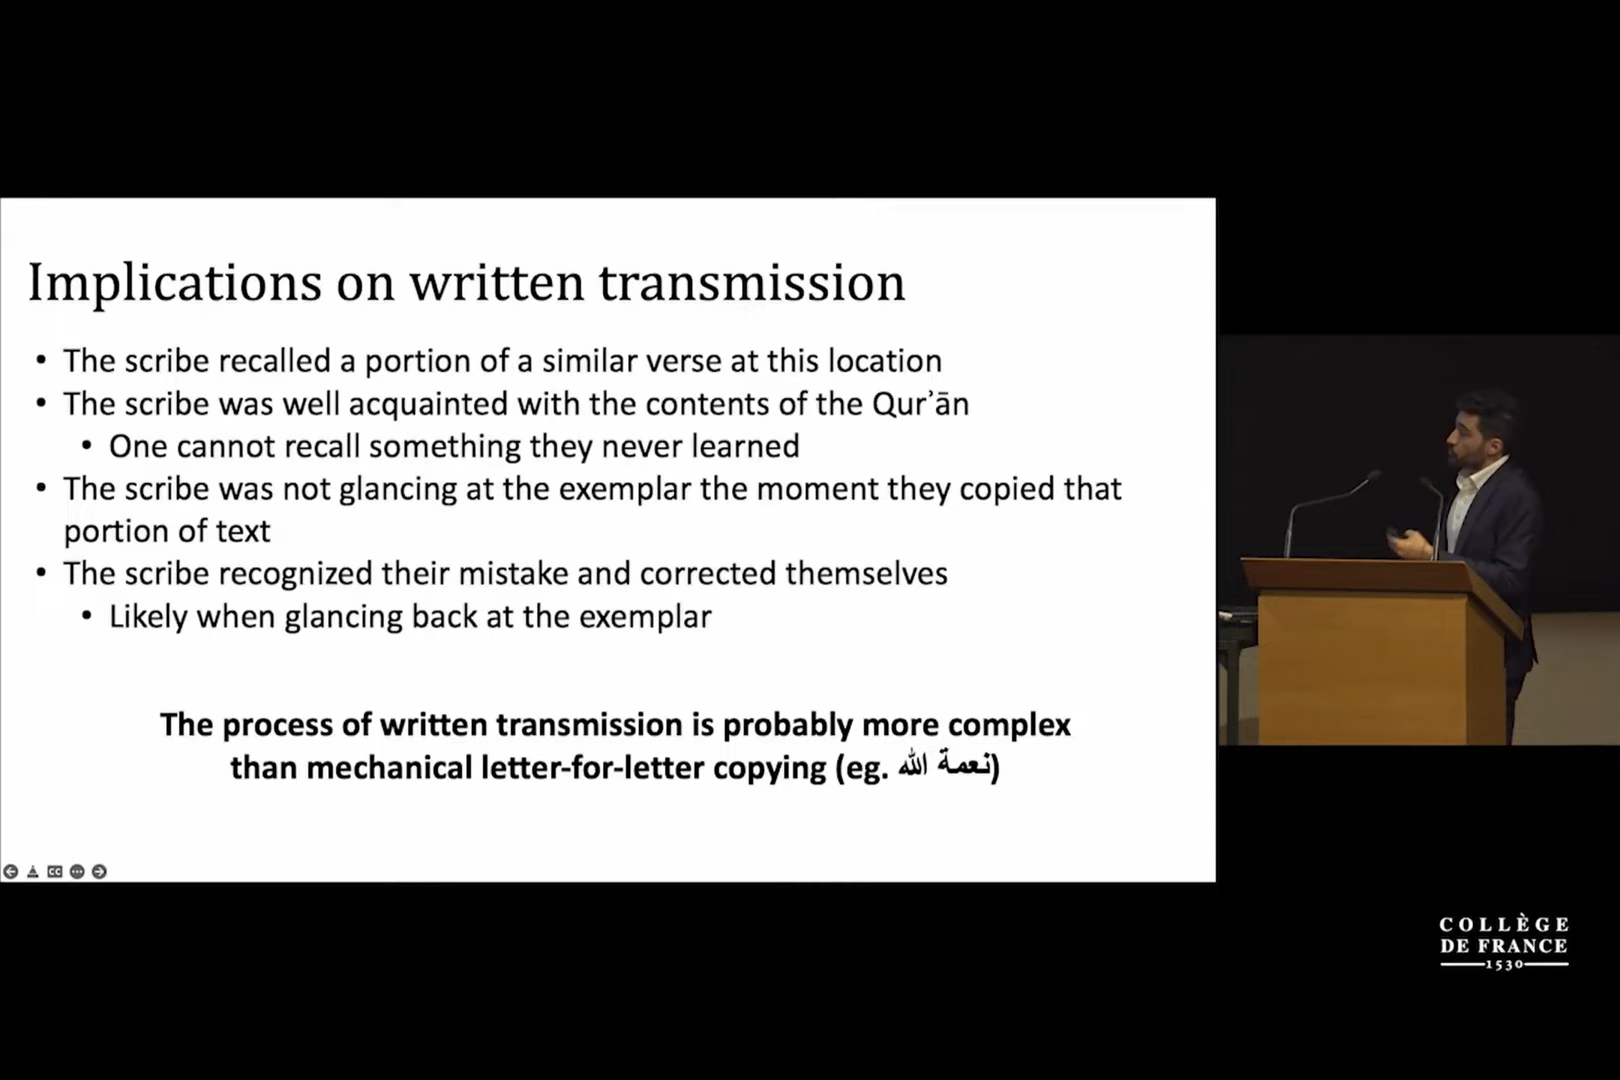 Implications on written transmission
• The scribe recalled a portion of a similar verse at this location
• The scribe was well acquainted with the contents of the Qurʾān
• One cannot recall something they never learned
• The scribe was not glancing at the exemplar the moment they copied that
portion of text
• The scribe recognized their mistake and corrected themselves
• Likely when glancing back at the exemplar
The process of written transmission is probably more complex
than mechanical letter-for-letter copying (eg. نعمة الله)
CC
COLLÈGE
DE FRANCE
1530